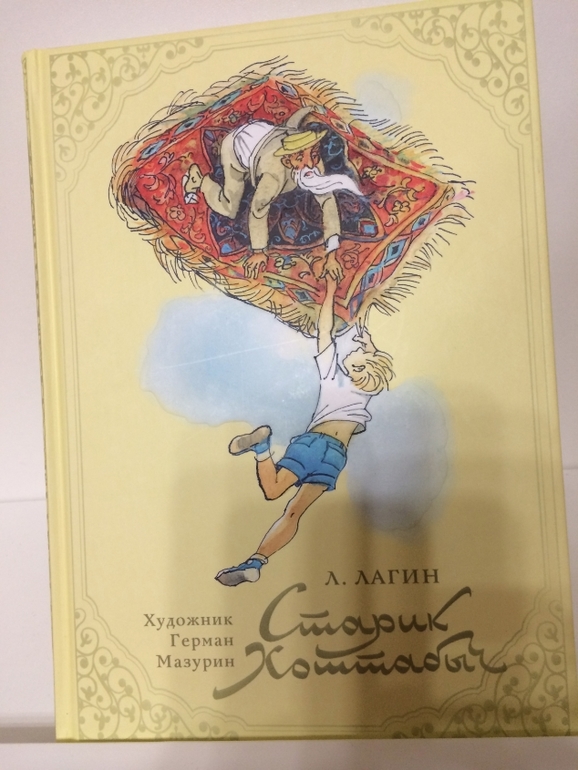 Л. ЛАГИН
Старик
Хоттабыч
Художник
Герман
Мазурин